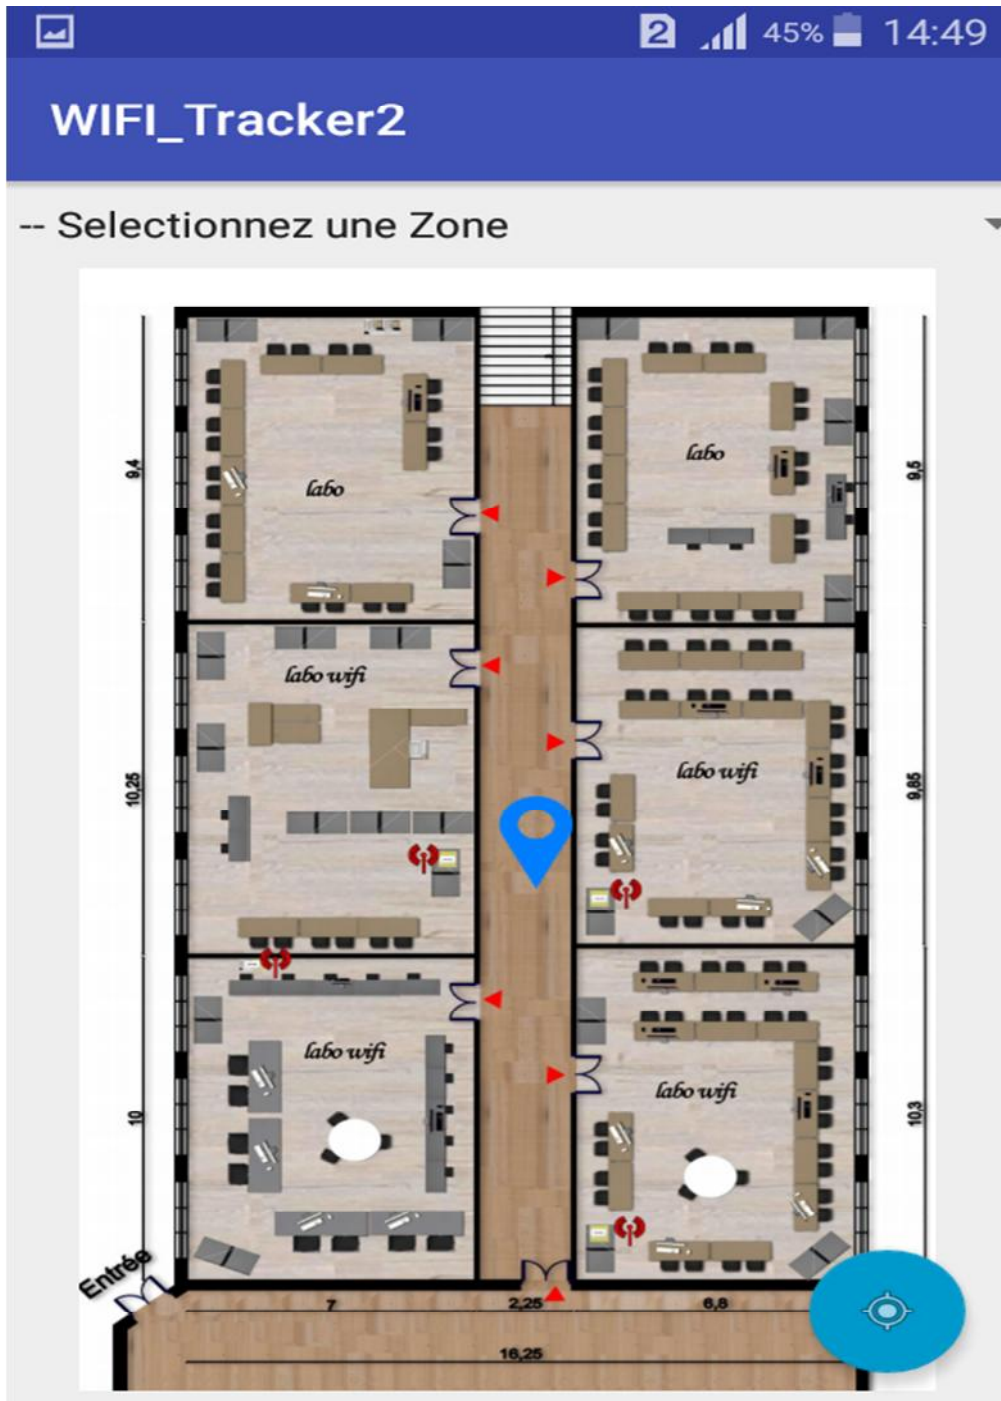 2 45% 14:49
WIFI_Tracker2
-- Selectionnez une Zone
9,4
labo
labo
9,5
labo wifi
10,25
labo wifi
9,85
labo wifi
10
labo wifi
10,3
Entrée
7
2,25
6,8
16,25